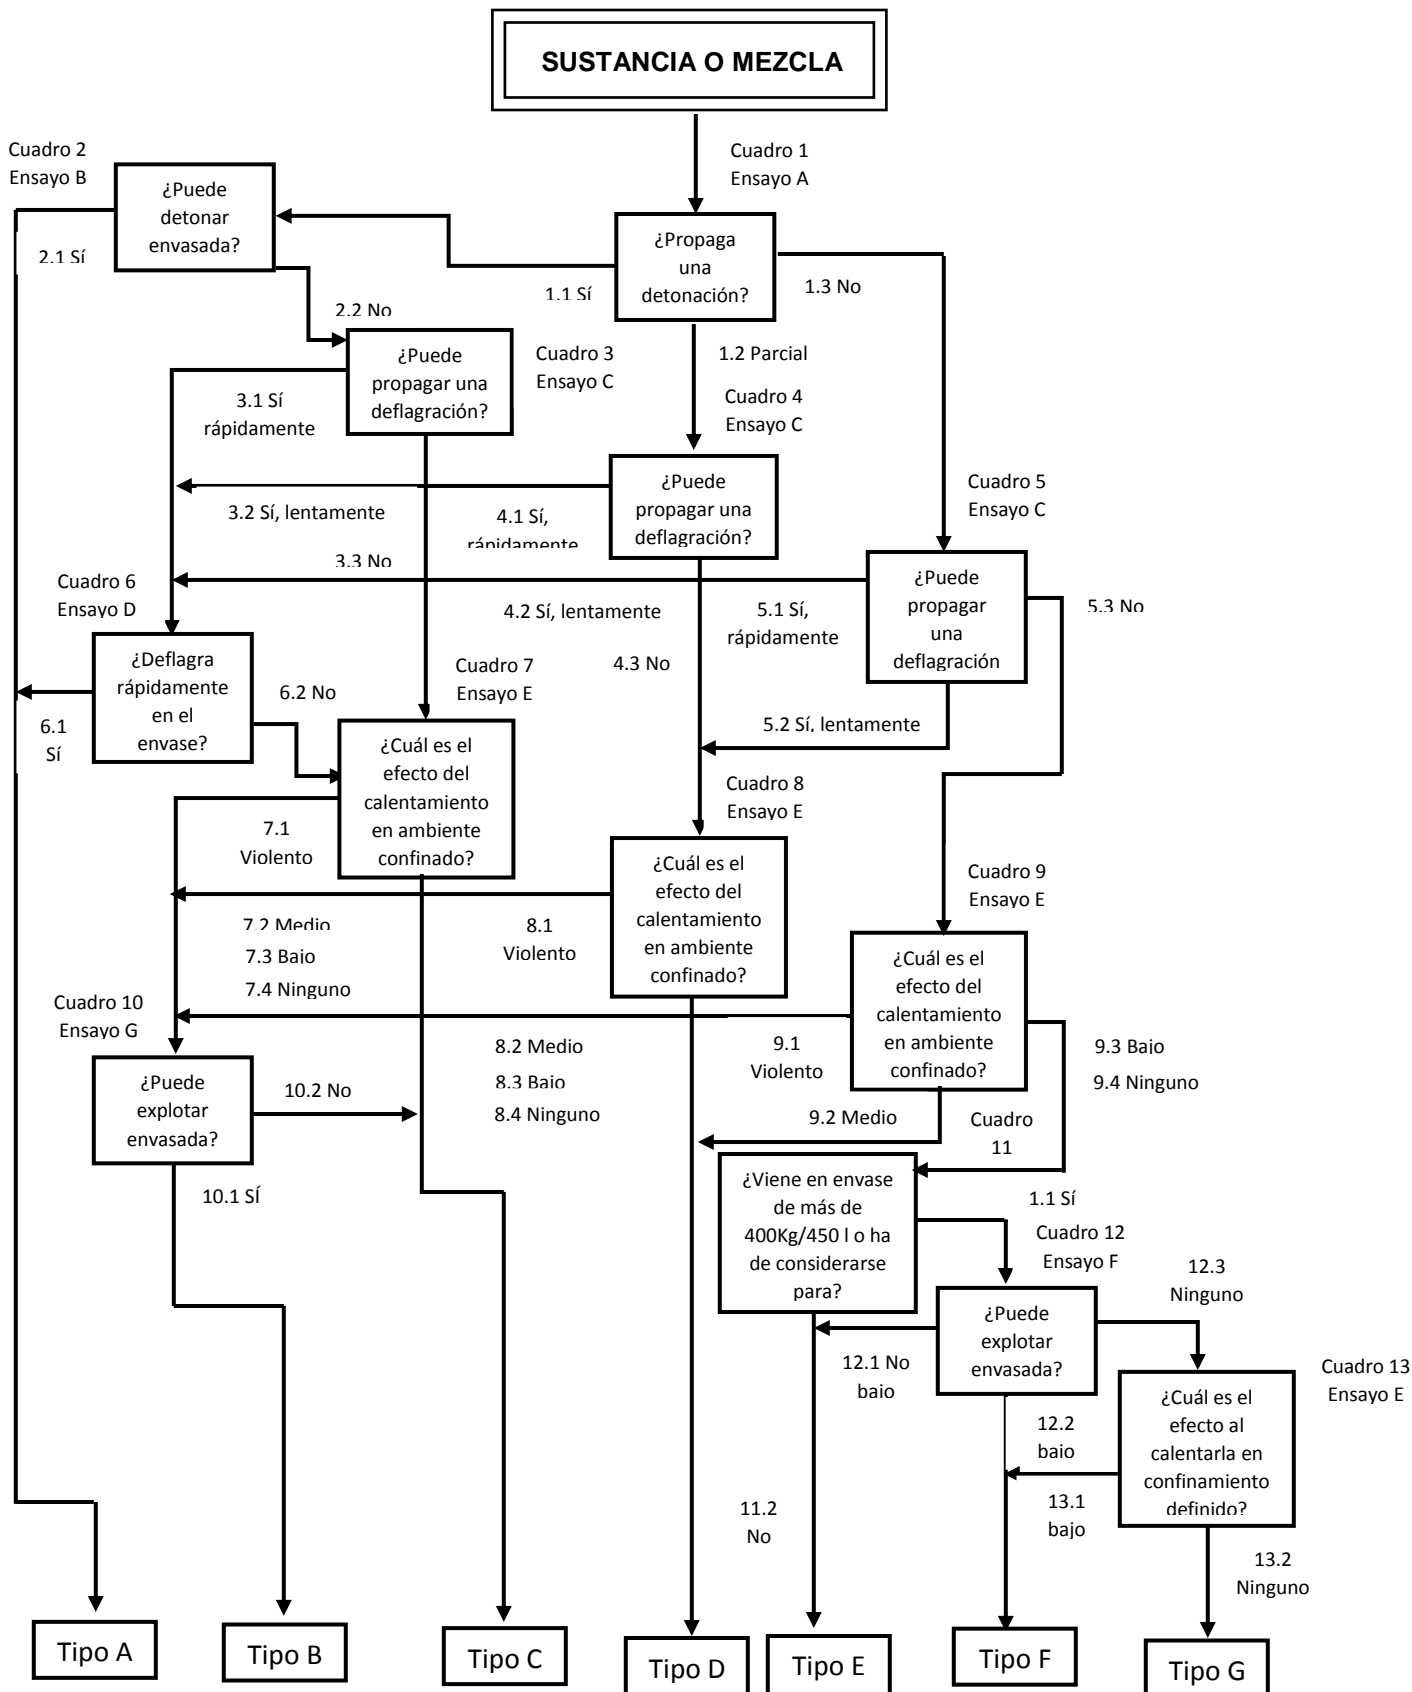 SUSTANCIA O MEZCLA
Cuadro 1
Ensayo A
Cuadro 2
Ensayo B
¿Puede
detonar
envasada?
¿Propaga
una
detonación?
2.1 Sí
1.1 Sí
1.3 No
2.2 No
1.2 Parcial
¿Puede
propagar una
deflagración?
Cuadro 3
Ensayo C
Cuadro 4
Ensayo C
3.1 Sí
rápidamente
¿Puede
propagar una
deflagración?
Cuadro 5
Ensayo C
3.2 Sí, lentamente
4.1 Sí,
rápidamente
3.3 No
Cuadro 6
Ensayo D
¿Puede
propagar
una
deflagración
4.2 Sí, lentamente
5.1 Sí,
rápidamente
5.3 No
¿Deflagra
rápidamente
en el
envase?
6.2 No
Cuadro 7
Ensayo E
4.3 No
6.1
Sí
5.2 Sí, lentamente
¿Cuál es el
efecto del
calentamiento
en ambiente
confinado?
Cuadro 8
Ensayo E
7.1
Violento
¿Cuál es el
efecto del
calentamiento
en ambiente
confinado?
Cuadro 9
Ensayo E
7.2 Medio
7.3 Bajo
7.4 Ninguno
8.1
Violento
¿Cuál es el
efecto del
calentamiento
en ambiente
confinado?
Cuadro 10
Ensayo G
8.2 Medio
8.3 Bajo
8.4 Ninguno
9.1
Violento
9.3 Bajo
9.4 Ninguno
¿Puede
explotar
envasada?
10.2 No
9.2 Medio
Cuadro
11
10.1 SÍ
¿Viene en envase
de más de
400Kg/450 l o ha
de considerarse
para?
1.1 Sí
Cuadro 12
Ensayo F
12.3
Ninguno
¿Puede
explotar
envasada?
12.1 No
bajo
Cuadro 13
Ensayo E
¿Cuál es el
efecto al
calentarla en
confinamiento
definido?
12.2
bajo
11.2
No
13.1
bajo
13.2
Ninguno
Tipo A
Tipo B
Tipo C
Tipo D
Tipo E
Tipo F
Tipo G